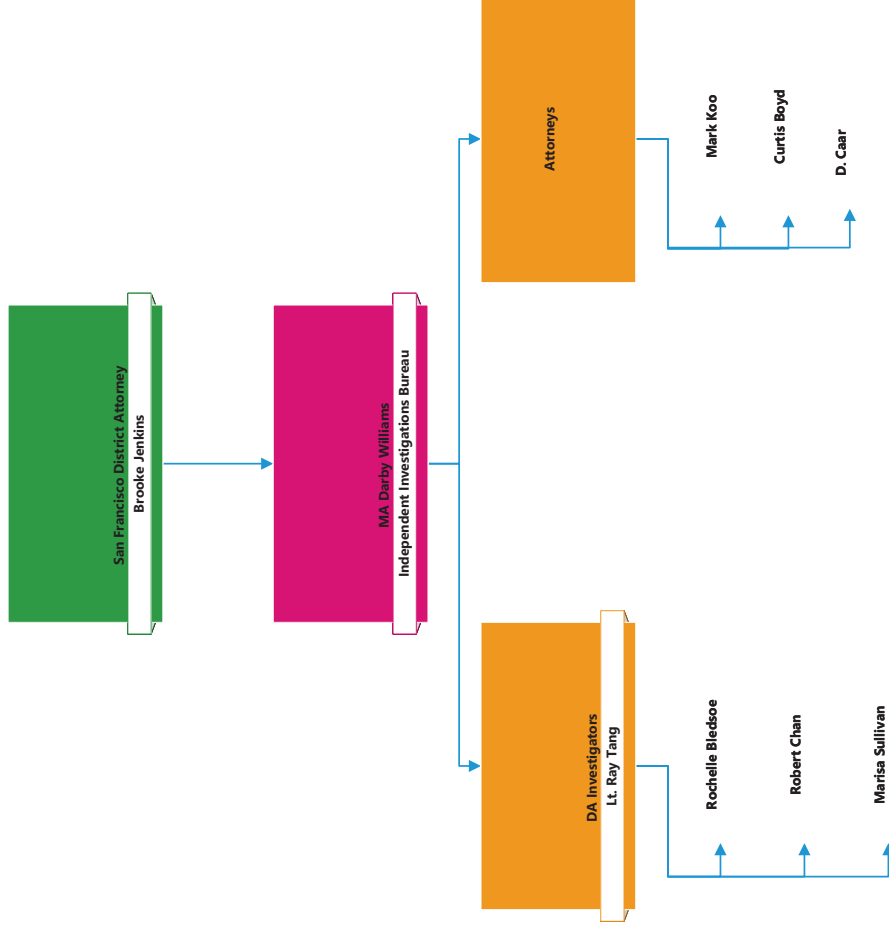 San Francisco District Attorney
Brooke Jenkins
MA Darby Williams
Independent Investigations Bureau
DA Investigators
Lt. Ray Tang
Rochelle Bledsoe
Robert Chan
Marisa Sullivan
Attorneys
Mark Koo
Curtis Boyd
D. Caar